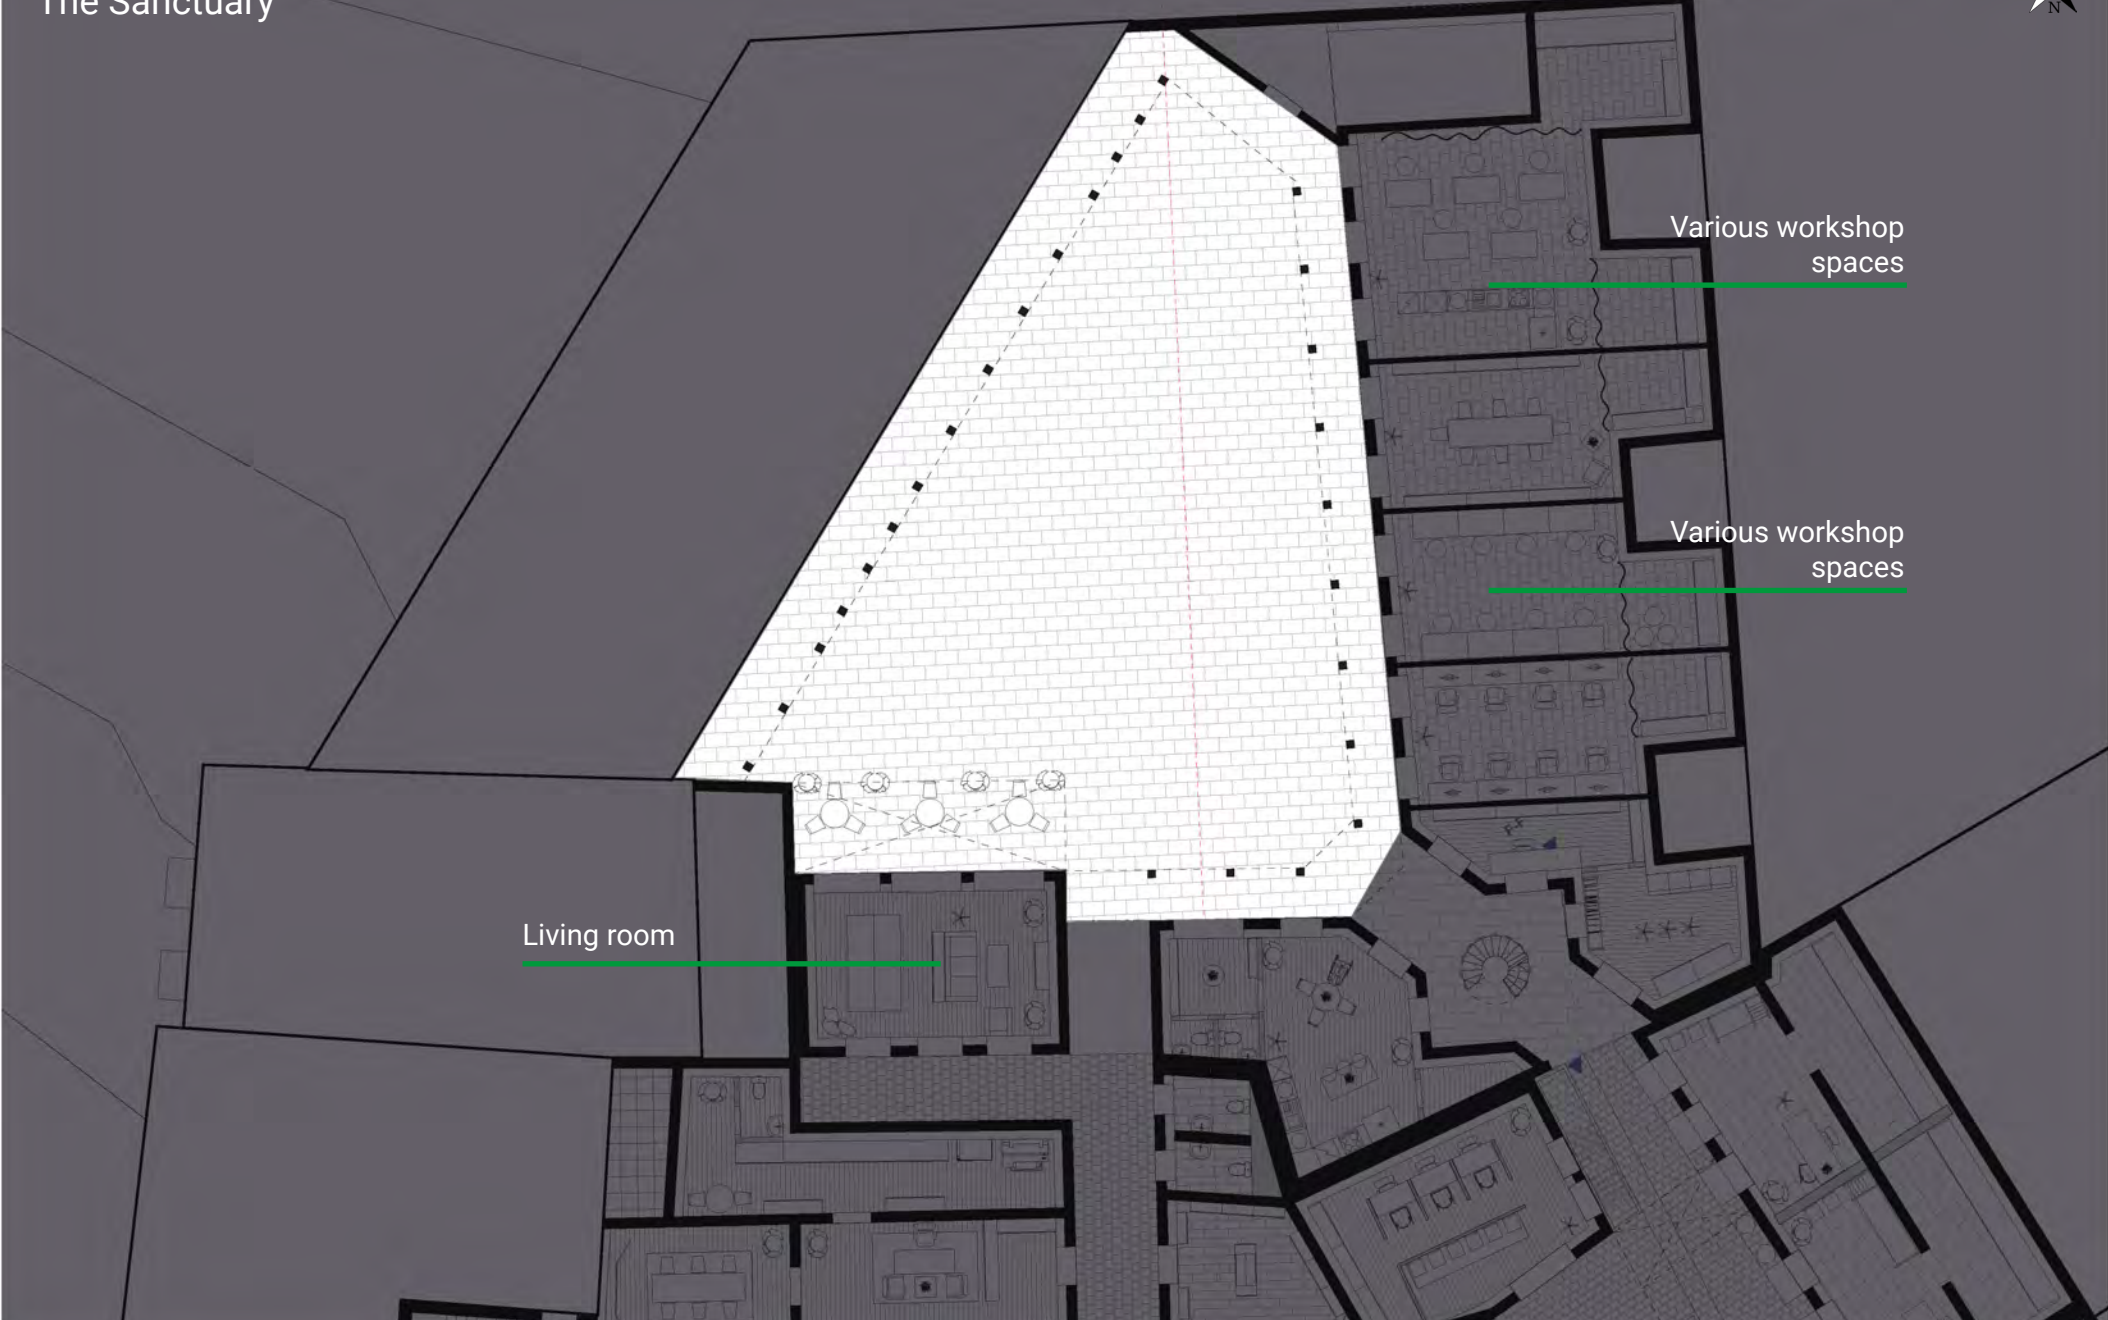 The Sanctuary
N
Various workshop
spaces
Various workshop
spaces
Living room